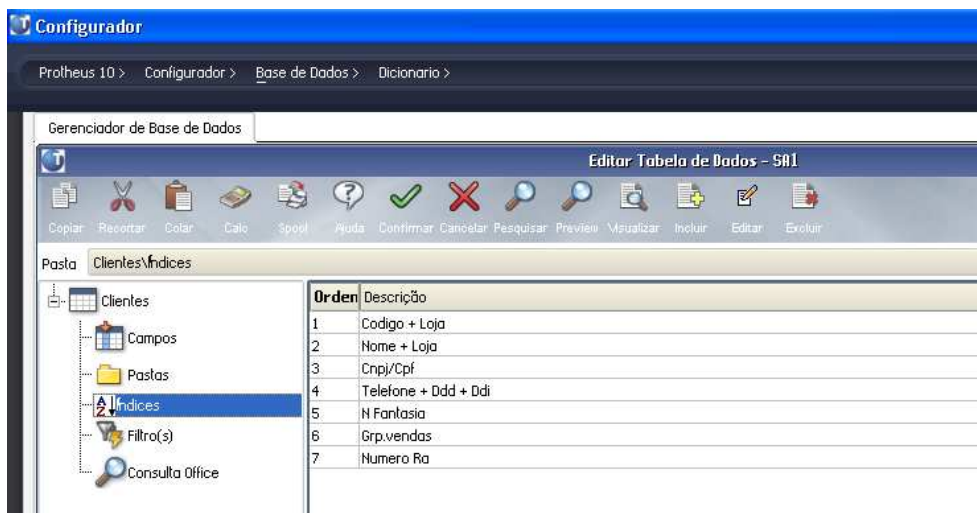 Configurador
Protheus 10 > Configurador > Base de Dados > Dicionario >
Gerenciador de Base de Dados
Editar Tabela de Dados - SA1
Copiar Recortar Colar Calc Spool Ajuda Confirmar Cancelar Pesquisar Preview Visualizar Incluir Editar Excluir
Pasta Clientes\Índices
Clientes
Campos
Pastas
Índices
Filtro(s)
Consulta Office
Orden Descrição
1 Codigo + Loja
2 Nome + Loja
3 Cnpj/Cpf
4 Telefone + Ddd + Ddi
5 N Fantasia
6 Grp.vendas
7 Numero Ra